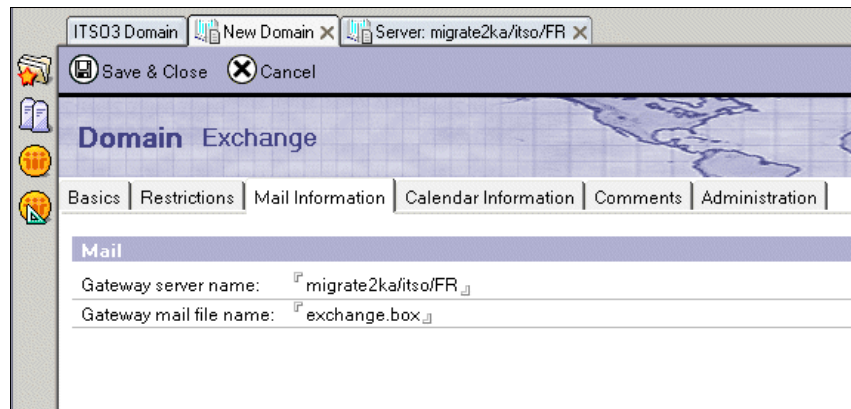 ITSO3 Domain New Domain Server: migrate2ka/itso/FR
Save & Close Cancel
Domain Exchange
Basics Restrictions Mail Information Calendar Information Comments Administration
Mail
Gateway server name: migrate2ka/itso/FR
Gateway mail file name: exchange.box